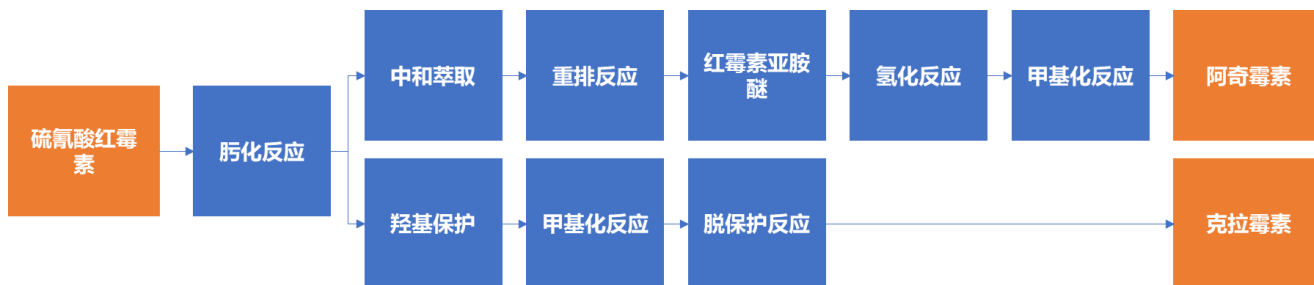 中和萃取
重排反应
红霉素亚胺
醚
氢化反应
甲基化反应
阿奇霉素
硫氰酸红霉
素
肟化反应
羟基保护
甲基化反应
脱保护反应
克拉霉素